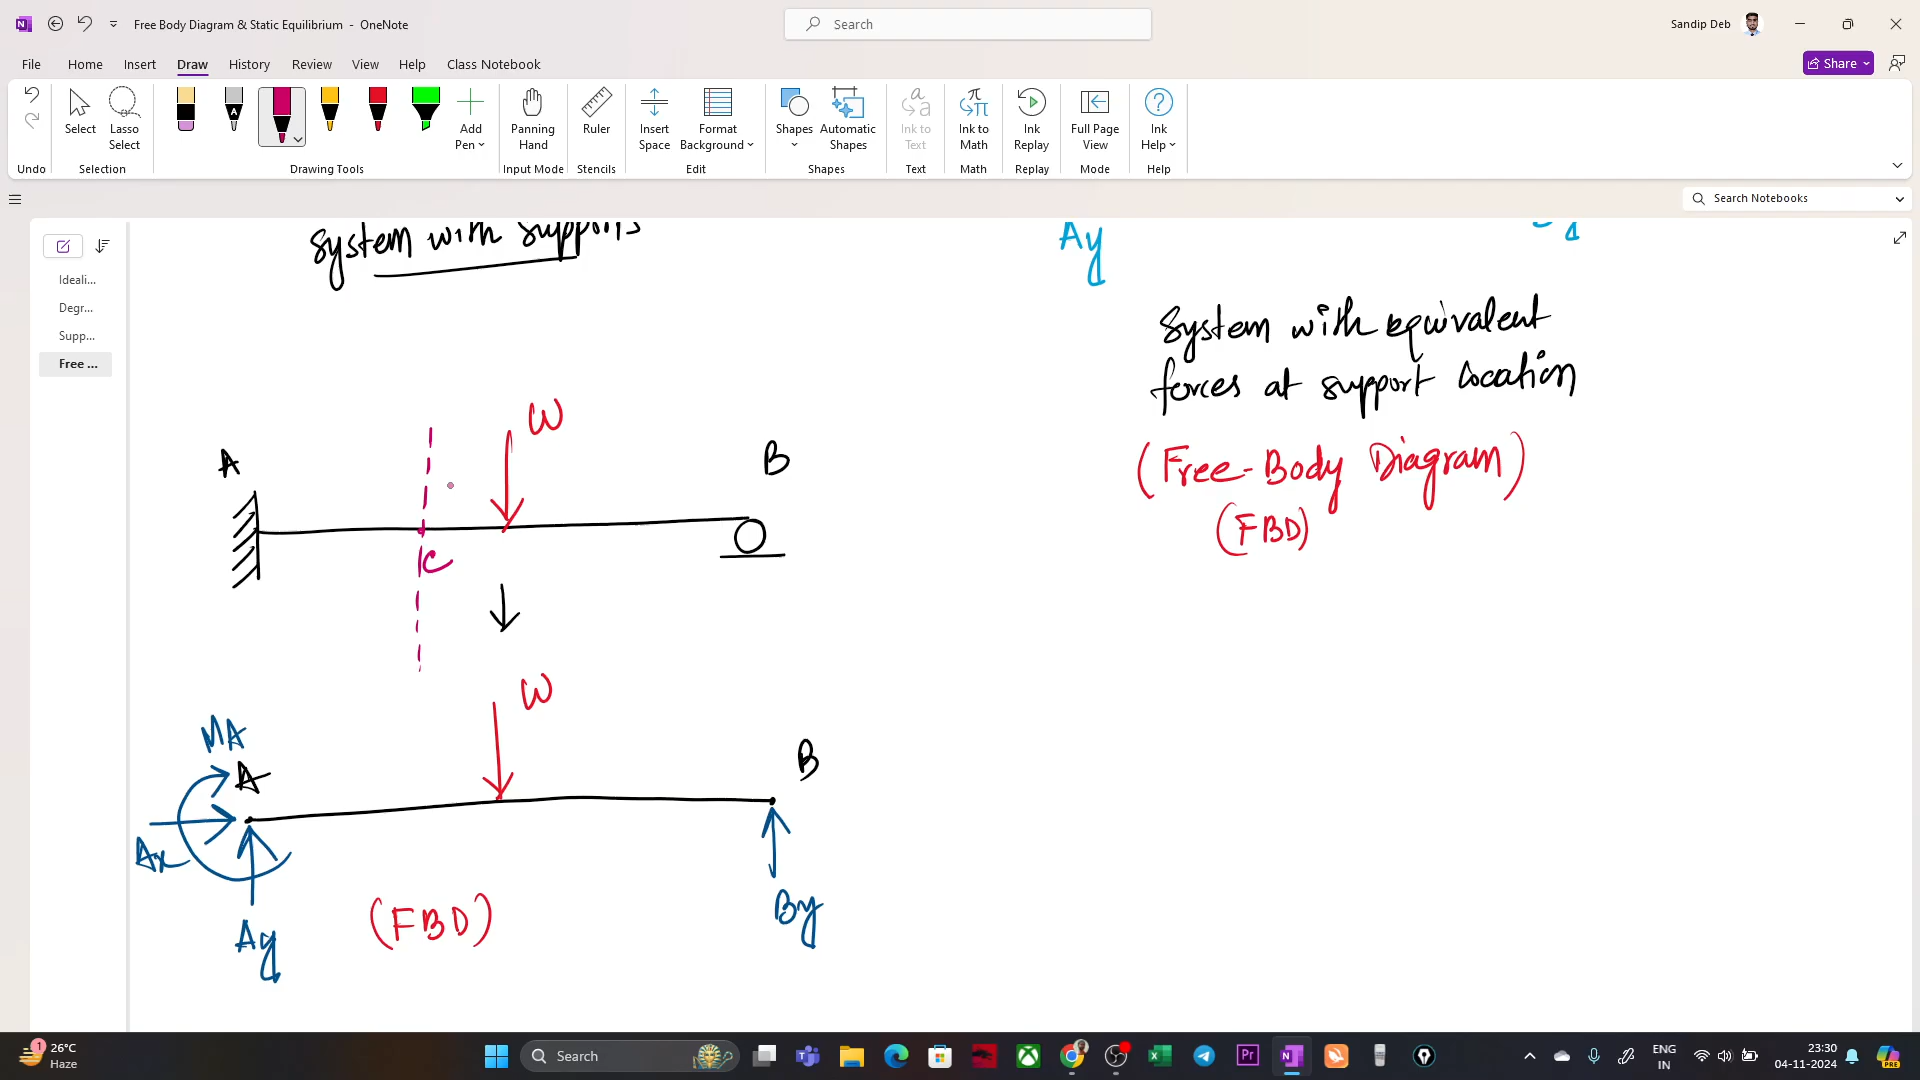 Free Body Diagram & Static Equilibrium - OneNote
Search
Sandip Deb
File Home Insert Draw History Review View Help Class Notebook
Share
Undo
Select
Lasso Select
Selection
A
Add Pen
Drawing Tools
Panning Hand
Input Mode
Ruler
Stencils
Insert Space
Format Background
Edit
Shapes
Automatic Shapes
Shapes
Ink to Text
Text
Ink to Math
Math
Ink Replay
Replay
Full Page View
Mode
Ink Help
Help
Search Notebooks
Ideali...
Degr...
Supp...
Free ...
System with supports
Ay
System with equivalent
forces at support location
(Free-Body Diagram)
(FBD)
W
A
B
C
W
MA
A
B
Ax
Ay
(FBD)
By
1
26°C
Haze
Search
ENG
IN
23:30
04-11-2024